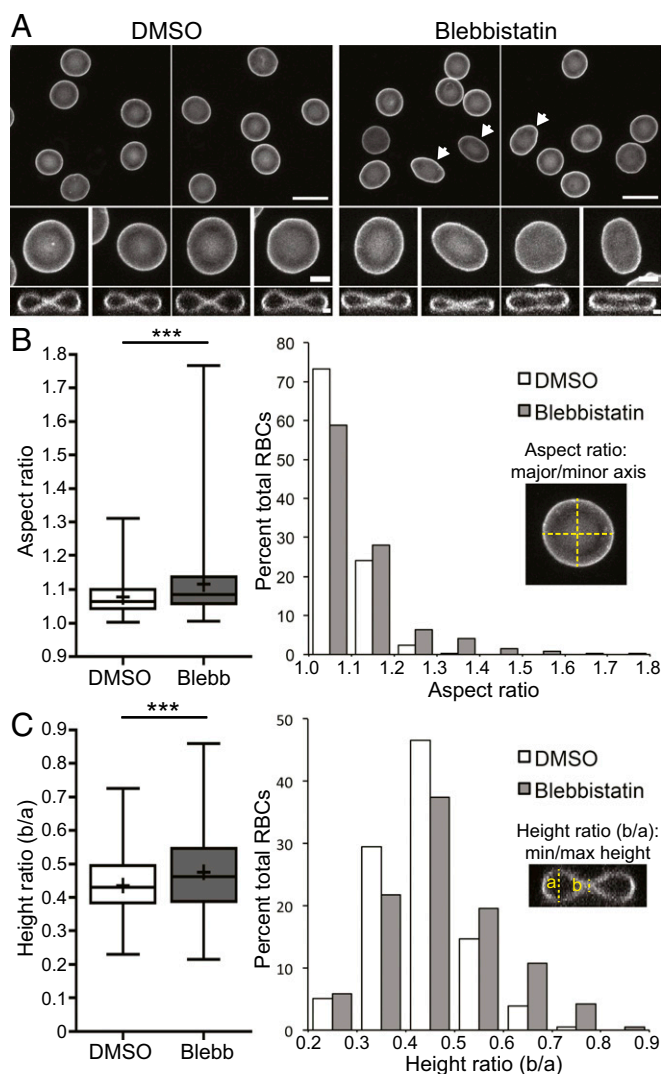 A
DMSO
Blebbistatin
B
***
Aspect ratio
1.8
1.7
1.6
1.5
1.4
1.3
1.2
1.1
1.0
0.9
DMSO
Blebb
Percent total RBCs
80
70
60
50
40
30
20
10
0
1.0
1.1
1.2
1.3
1.4
1.5
1.6
1.7
1.8
Aspect ratio
DMSO
Blebbistatin
Aspect ratio:
major/minor axis
C
***
Height ratio (b/a)
0.9
0.8
0.7
0.6
0.5
0.4
0.3
0.2
0.1
0
DMSO
Blebb
Percent total RBCs
50
40
30
20
10
0
0.2
0.3
0.4
0.5
0.6
0.7
0.8
0.9
Height ratio (b/a)
DMSO
Blebbistatin
Height ratio (b/a):
min/max height
a
b